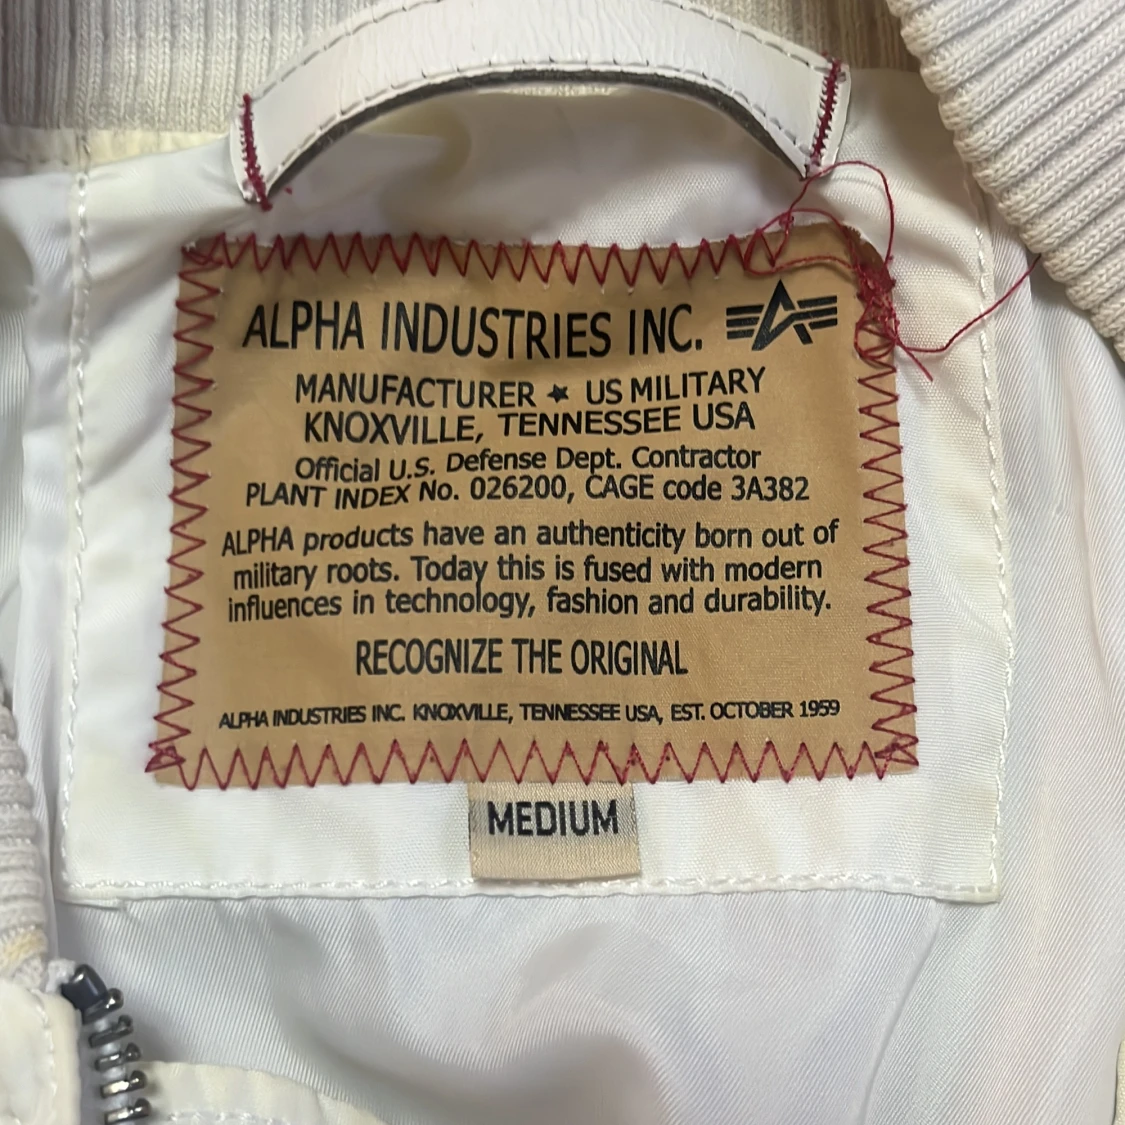 ALPHA INDUSTRIES INC.
MANUFACTURER ★ US MILITARY
KNOXVILLE, TENNESSEE USA
Official U.S. Defense Dept. Contractor
PLANT INDEX No. 026200, CAGE code 3A382
ALPHA products have an authenticity born out of
military roots. Today this is fused with modern
influences in technology, fashion and durability.
RECOGNIZE THE ORIGINAL
ALPHA INDUSTRIES INC. KNOXVILLE, TENNESSEE USA, EST. OCTOBER 1959
MEDIUM